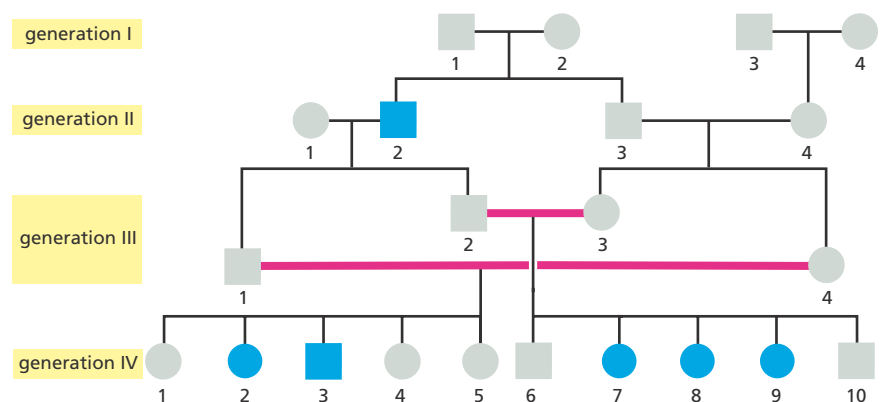 generation I
1 2 3 4
generation II
1 2 3 4
generation III
2 3
1 4
generation IV
1 2 3 4 5 6 7 8 9 10